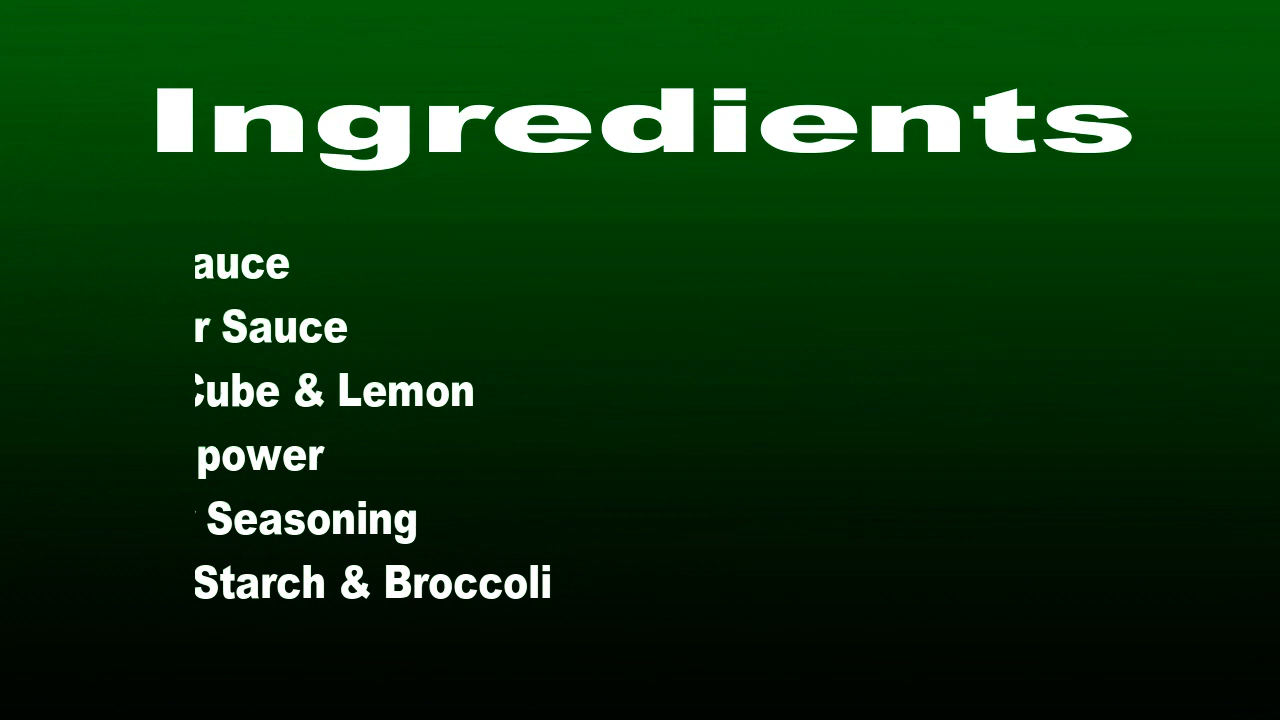 Ingredients
auce
r Sauce
Cube & Lemon
power
Seasoning
Starch & Broccoli